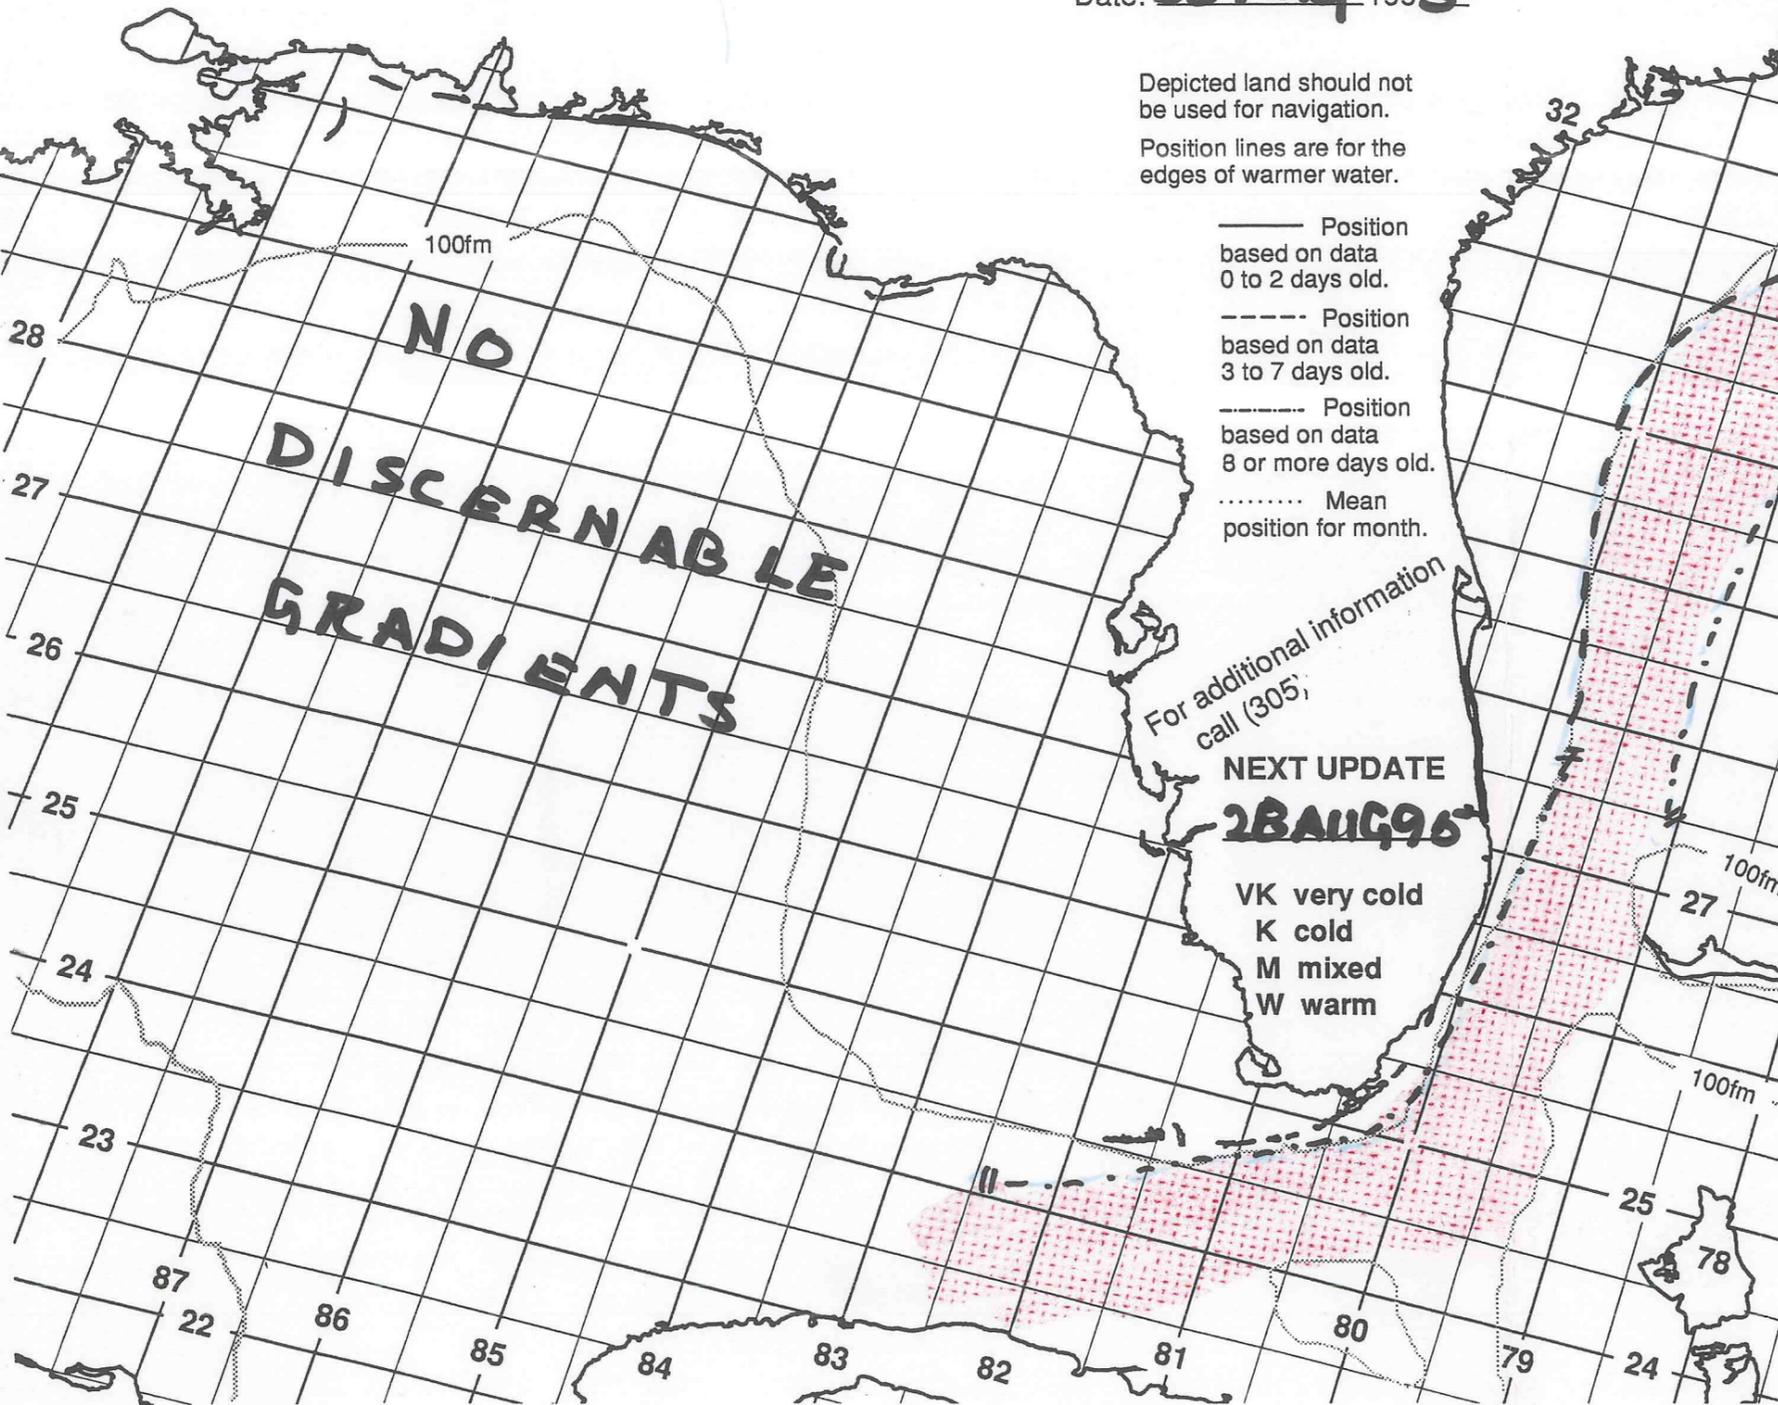 Date:
Depicted land should not
be used for navigation.
Position lines are for the
edges of warmer water.
32
Position
based on data
0 to 2 days old.
Position
based on data
3 to 7 days old.
Position
based on data
8 or more days old.
Mean
position for month.
100fm
28
NO
27
DISCERNABLE
26
GRADIENTS
For additional information
call (305)
NEXT UPDATE
25
100fm
27
VK very cold
K cold
M mixed
W warm
24
100fm
23
25
78
87
22
86
85
84
83
82
81
80
79
24